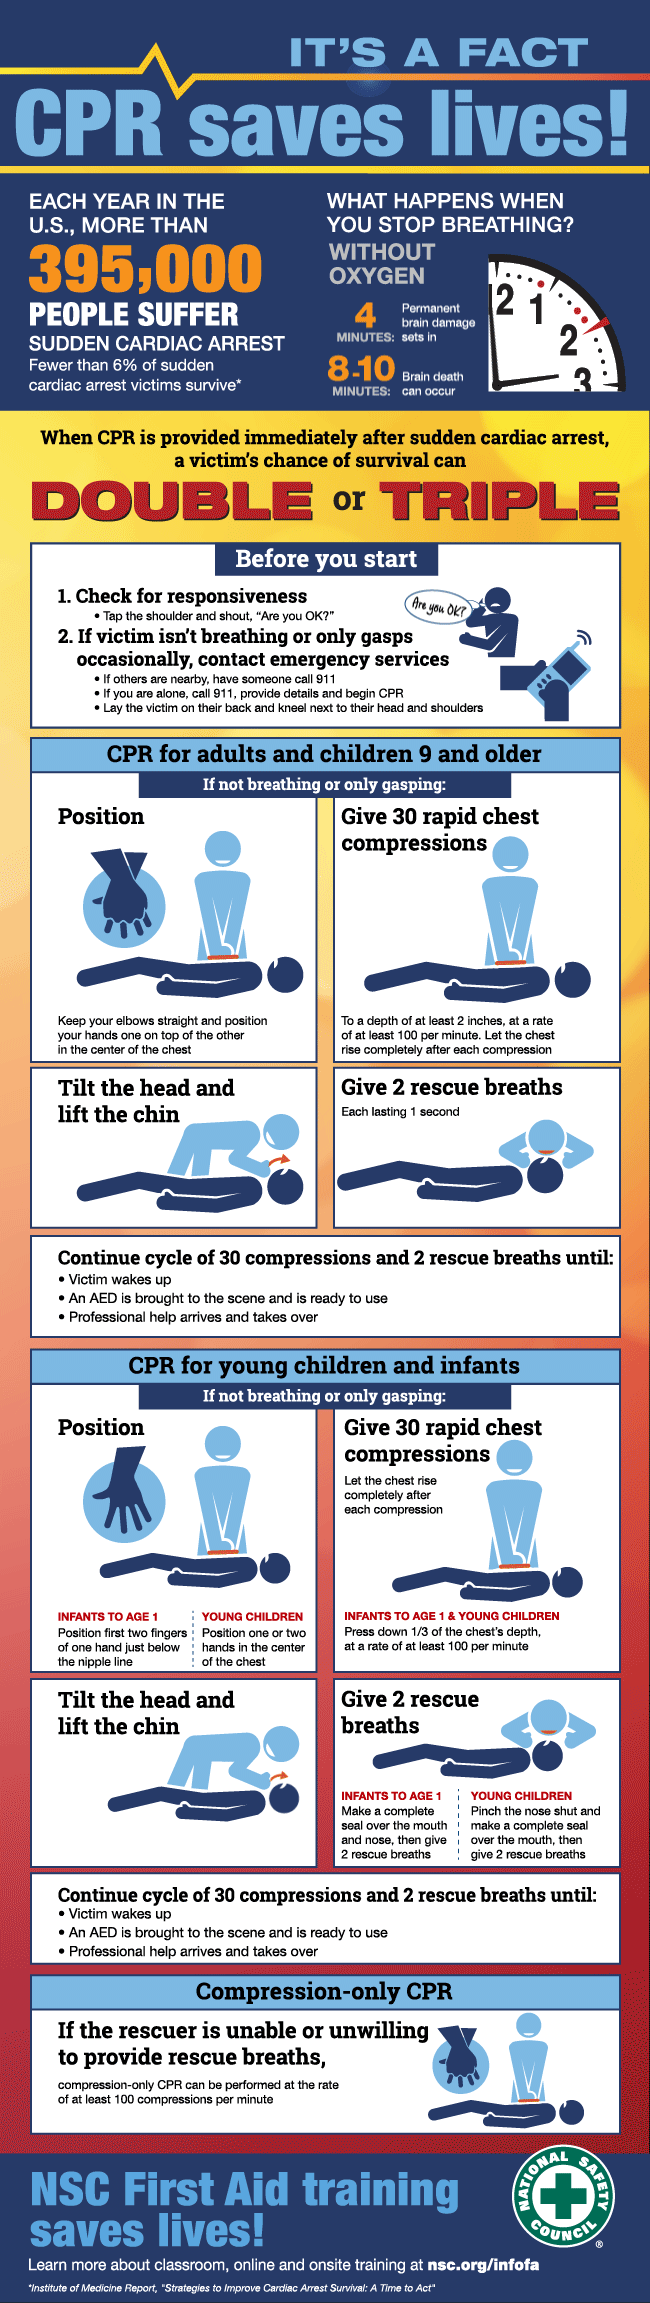 IT'S A FACT
CPR saves lives!
EACH YEAR IN THE
U.S., MORE THAN
395,000
PEOPLE SUFFER
SUDDEN CARDIAC ARREST
Fewer than 6% of sudden
cardiac arrest victims survive*
WHAT HAPPENS WHEN
YOU STOP BREATHING?
WITHOUT
OXYGEN
4
MINUTES:
Permanent
brain damage
sets in
8-10
MINUTES:
Brain death
can occur
12
1
2
3
When CPR is provided immediately after sudden cardiac arrest,
a victim's chance of survival can
DOUBLE or TRIPLE
Before you start
1. Check for responsiveness
• Tap the shoulder and shout, "Are you OK?"
Are you OK?
2. If victim isn't breathing or only gasps
occasionally, contact emergency services
• If others are nearby, have someone call 911
• If you are alone, call 911, provide details and begin CPR
• Lay the victim on their back and kneel next to their head and shoulders
CPR for adults and children 9 and older
If not breathing or only gasping:
Position
Keep your elbows straight and position
your hands one on top of the other
in the center of the chest
Give 30 rapid chest
compressions
To a depth of at least 2 inches, at a rate
of at least 100 per minute. Let the chest
rise completely after each compression
Tilt the head and
lift the chin
Give 2 rescue breaths
Each lasting 1 second
Continue cycle of 30 compressions and 2 rescue breaths until:
• Victim wakes up
• An AED is brought to the scene and is ready to use
• Professional help arrives and takes over
CPR for young children and infants
If not breathing or only gasping:
Position
INFANTS TO AGE 1
Position first two fingers
of one hand just below
the nipple line
YOUNG CHILDREN
Position one or two
hands in the center
of the chest
Give 30 rapid chest
compressions
Let the chest rise
completely after
each compression
INFANTS TO AGE 1 & YOUNG CHILDREN
Press down 1/3 of the chest's depth,
at a rate of at least 100 per minute
Tilt the head and
lift the chin
Give 2 rescue
breaths
INFANTS TO AGE 1
Make a complete
seal over the mouth
and nose, then give
2 rescue breaths
YOUNG CHILDREN
Pinch the nose shut and
make a complete seal
over the mouth, then
give 2 rescue breaths
Continue cycle of 30 compressions and 2 rescue breaths until:
• Victim wakes up
• An AED is brought to the scene and is ready to use
• Professional help arrives and takes over
Compression-only CPR
If the rescuer is unable or unwilling
to provide rescue breaths,
compression-only CPR can be performed at the rate
of at least 100 compressions per minute
NSC First Aid training
saves lives!
NATIONAL SAFETY
COUNCIL
®
Learn more about classroom, online and onsite training at nsc.org/infofa
*Institute of Medicine Report, "Strategies to Improve Cardiac Arrest Survival: A Time to Act"